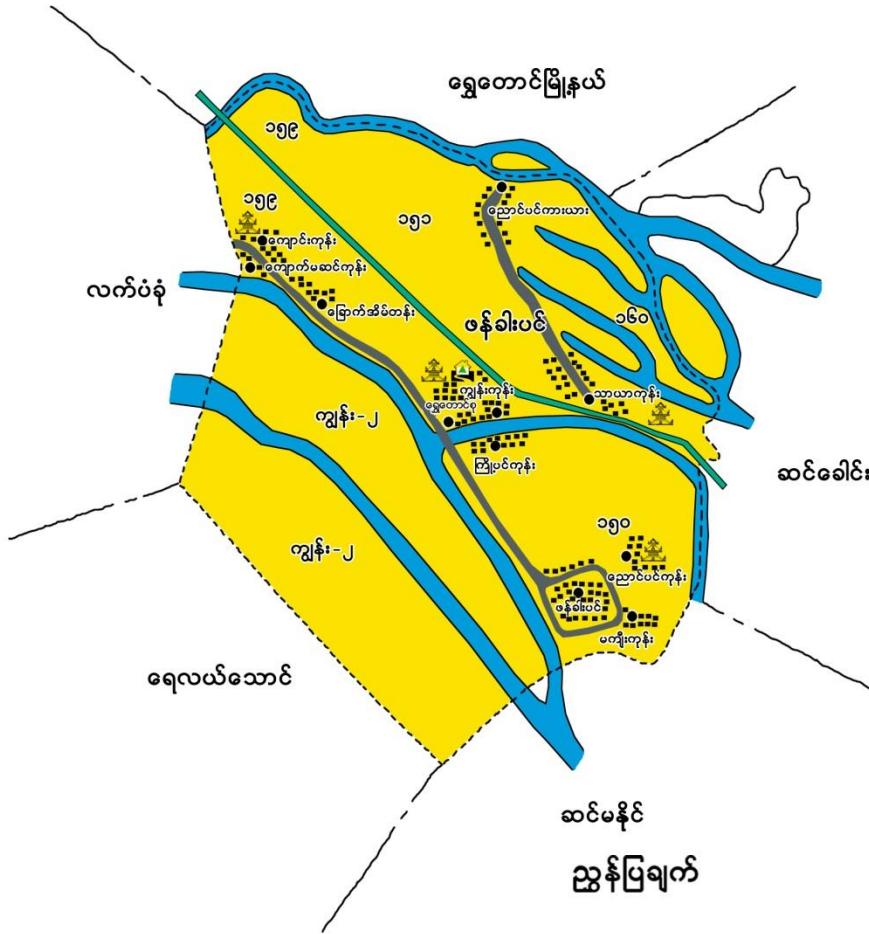 ရွှေတောင်မြို့နယ်
၁၅၉
၁၅၉
၁၅၁
ညောင်ပင်ကားယား
ကျောင်းကုန်း
ကျောက်မဆင်ကုန်း
လက်ပံခုံ
ခြောက်အိမ်တန်း
၁၆၀
ဖန်ခါးပင်
ကျွန်းကုန်း
သာယာကုန်း
ရွှေတောင်စု
ကျွန်း-၂
ကြို့ပင်ကုန်း
ဆင်ခေါင်း
၁၅၀
ကျွန်း-၂
ညောင်ပင်ကုန်း
ဖန်ခါးပင်
မကျီးကုန်း
ရေလယ်သောင်
ဆင်မနိုင်
ညွှန်ပြချက်